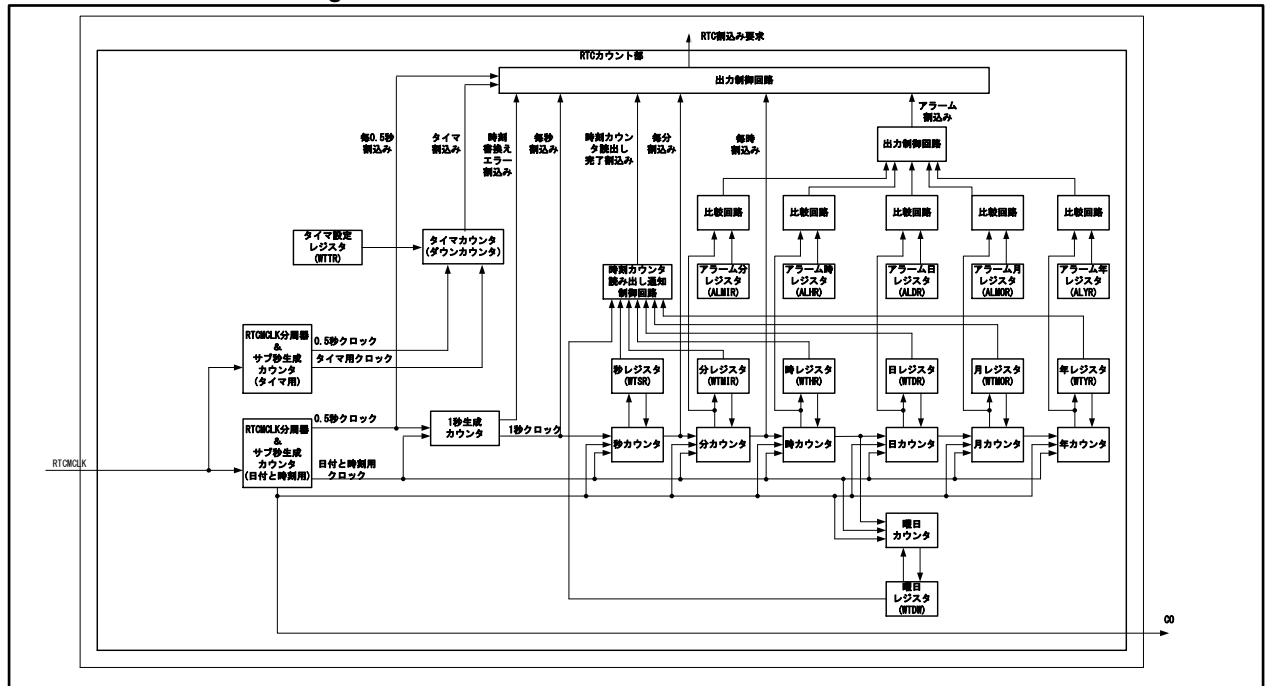 RTC割込み要求
RTCカウント部
出力制御回路
毎0.5秒
割込み
タイマ
割込み
時刻
書換え
エラー
割込み
毎秒
割込み
時刻カウン
タ読出し
完了割込み
毎分
割込み
毎時
割込み
アラーム
割込み
出力制御回路
比較回路
比較回路
比較回路
比較回路
比較回路
タイマ設定
レジスタ
(WTTR)
タイマカウンタ
(ダウンカウンタ)
時刻カウンタ
読み出し通知
制御回路
アラーム分
レジスタ
(ALMIR)
アラーム時
レジスタ
(ALHR)
アラーム日
レジスタ
(ALDR)
アラーム月
レジスタ
(ALMOR)
アラーム年
レジスタ
(ALYR)
RTCMCLK分周器
&
サブ秒生成
カウンタ
(タイマ用)
0.5秒クロック
タイマ用クロック
秒レジスタ
(WTSR)
分レジスタ
(WTMIR)
時レジスタ
(WTHR)
日レジスタ
(WTDR)
月レジスタ
(WTMOR)
年レジスタ
(WTYR)
RTCMCLK
RTCMCLK分周器
&
サブ秒生成
カウンタ
(日付と時刻用)
0.5秒クロック
日付と時刻用
クロック
1秒生成
カウンタ
1秒クロック
秒カウンタ
分カウンタ
時カウンタ
日カウンタ
月カウンタ
年カウンタ
曜日
カウンタ
曜日
レジスタ
(WTDW)
CO